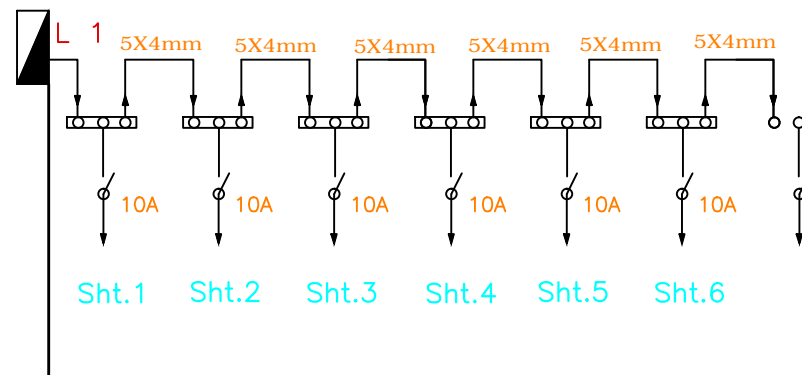 L 1
5X4mm 5X4mm 5X4mm 5X4mm 5X4mm 5X4mm
10A 10A 10A 10A 10A 10A
Sht.1 Sht.2 Sht.3 Sht.4 Sht.5 Sht.6